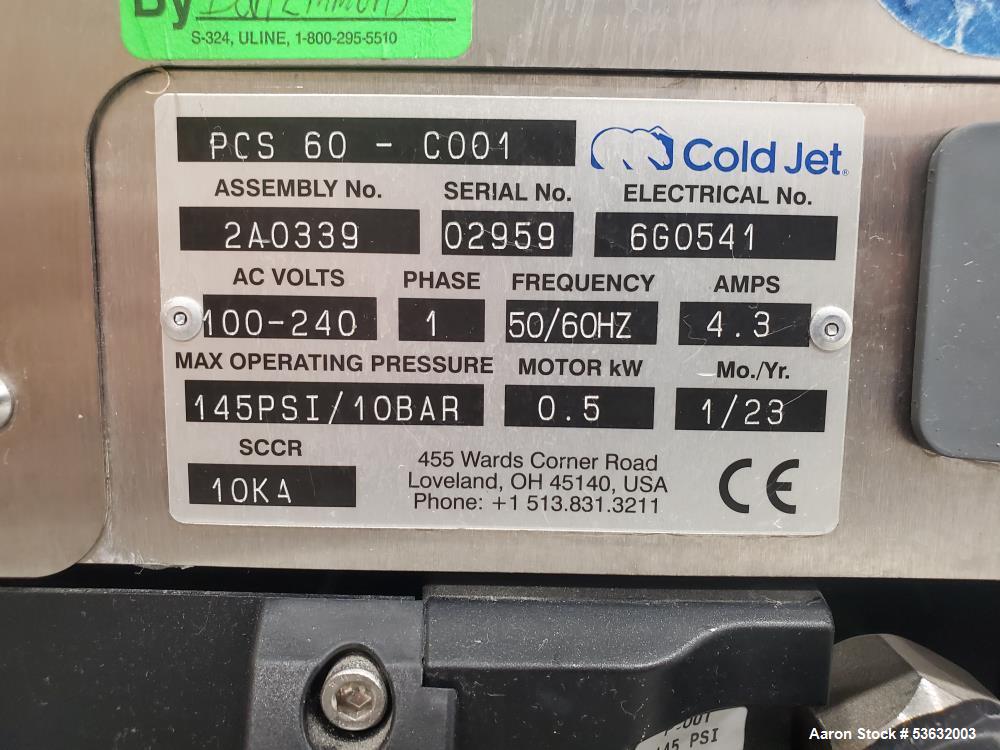 By
S-324, ULINE, 1-800-295-5510
PCS 60 - C001
Cold Jet®
ASSEMBLY No. SERIAL No. ELECTRICAL No.
2A0339 02959 6G0541
AC VOLTS PHASE FREQUENCY AMPS
100-240 1 50/60HZ 4.3
MAX OPERATING PRESSURE MOTOR kW Mo./Yr.
145PSI/10BAR 0.5 1/23
SCCR
10KA
455 Wards Corner Road
Loveland, OH 45140, USA
Phone: +1 513.831.3211
CE
145 PSI
Aaron Stock # 53632003